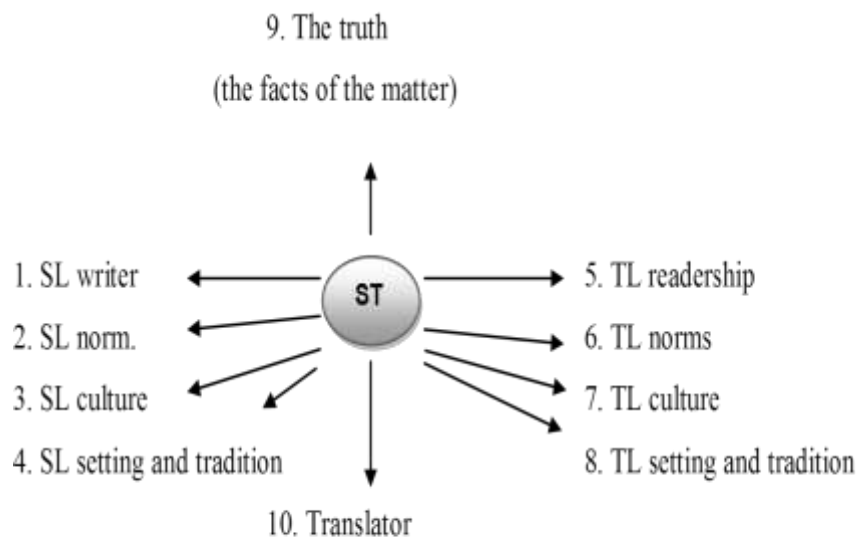 9. The truth
(the facts of the matter)
ST
1. SL writer
2. SL norm.
3. SL culture
4. SL setting and tradition
5. TL readership
6. TL norms
7. TL culture
8. TL setting and tradition
10. Translator